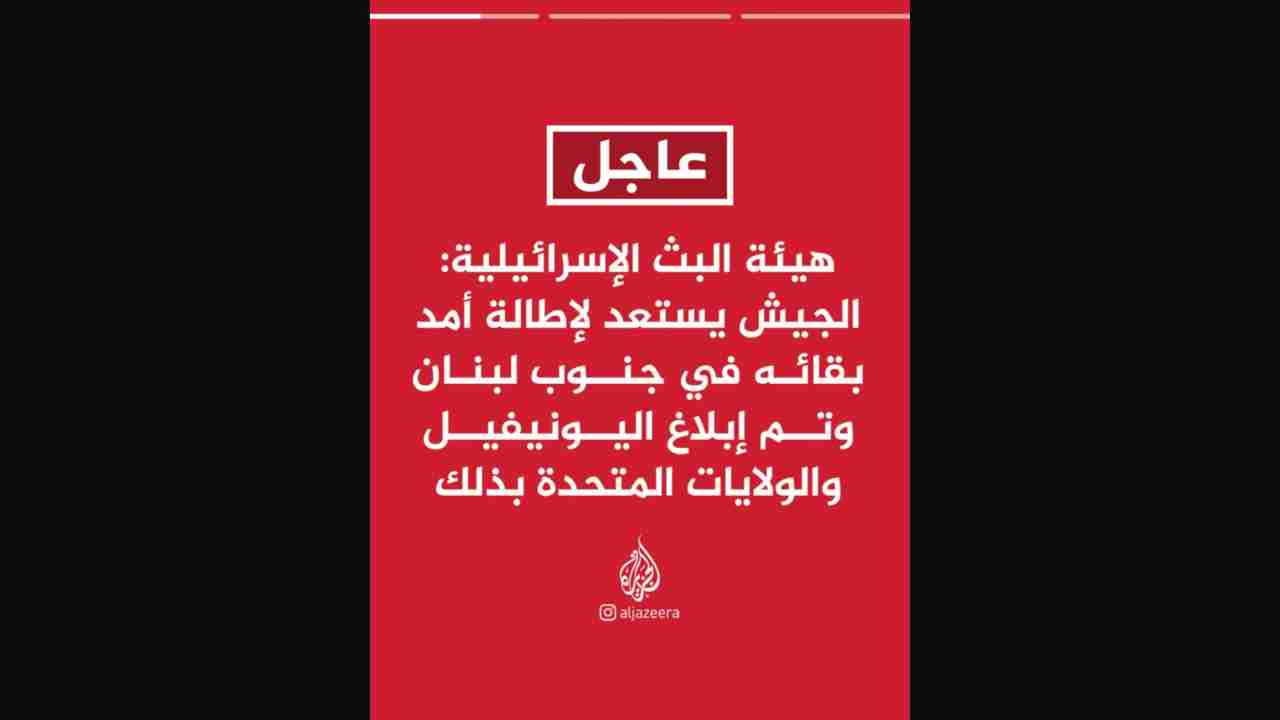 عاجل
هيئة البث الإسرائيلية:
الجيش يستعد لإطالة أمد
بقائه في جنوب لبنان
وتم إبلاغ اليونيفيل
والولايات المتحدة بذلك
الجزيرة
aljazeera